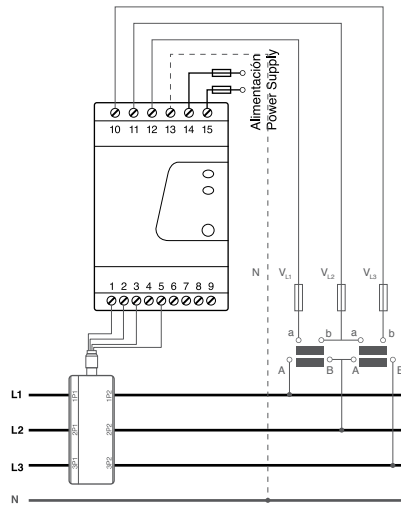 10 11 12 13 14 15
Alimentación
Power Supply
1 2 3 4 5 6 7 8 9
N V_L1 V_L2 V_L3
a b a b
A B A B
L1 1P1 1P2
L2 2P1 2P2
L3 3P1 3P2
N